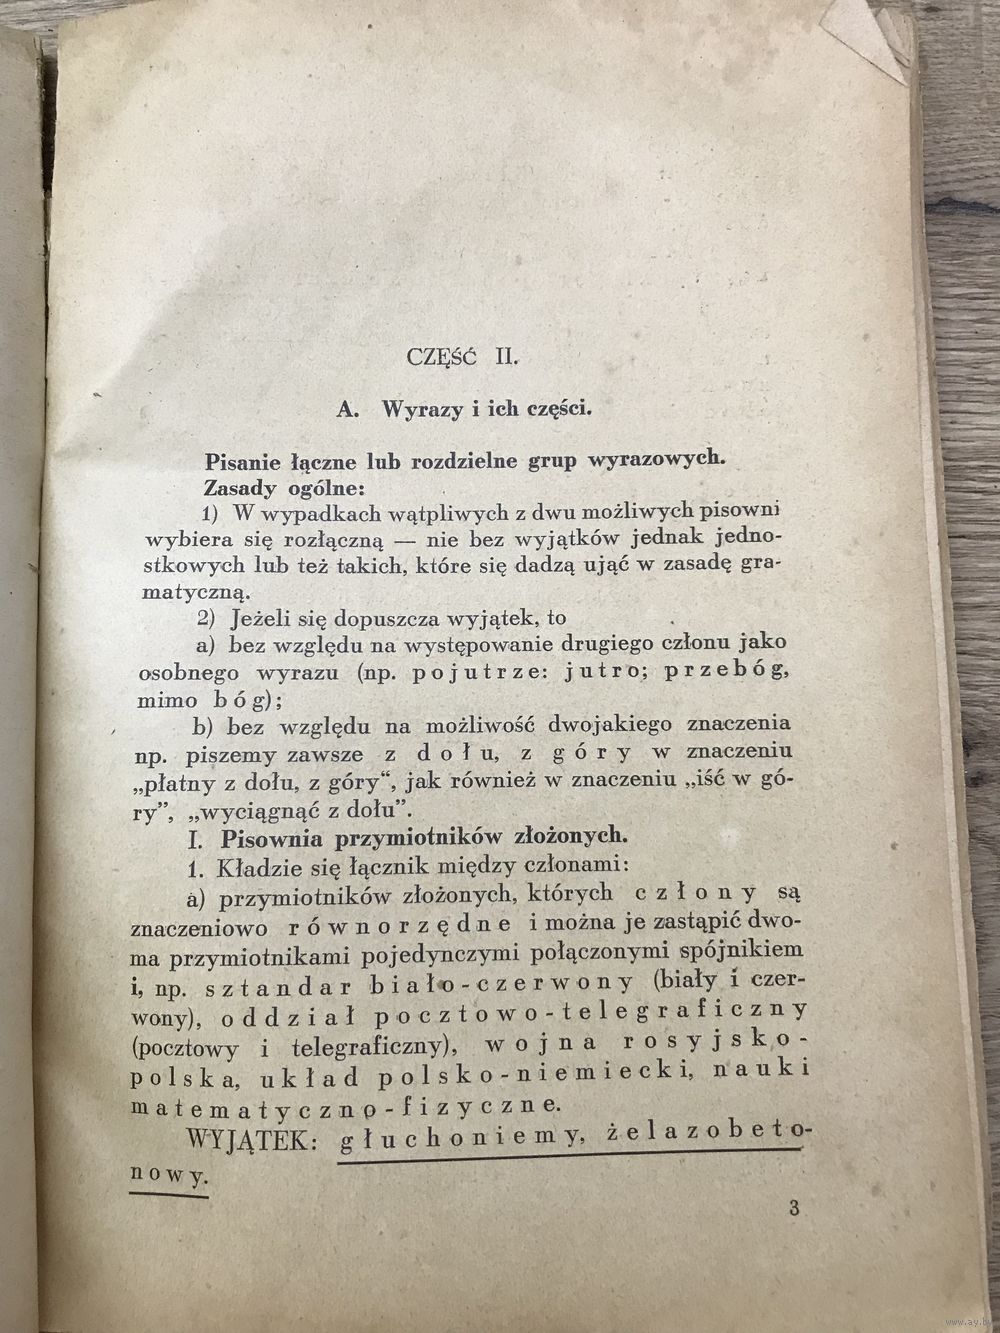 CZĘŚĆ II.
A. Wyrazy i ich części.
Pisanie łączne lub rozdzielne grup wyrazowych.
Zasady ogólne:
1) W wypadkach wątpliwych z dwu możliwych pisowni
wybiera się rozłączną — nie bez wyjątków jednak jedno-
stkowych lub też takich, które się dadzą ująć w zasadę gra-
matyczną.
2) Jeżeli się dopuszcza wyjątek, to
a) bez względu na występowanie drugiego członu jako
osobnego wyrazu (np. pojutrze: jutro; przebóg,
mimo bóg);
b) bez względu na możliwość dwojakiego znaczenia
np. piszemy zawsze z dołu, z góry w znaczeniu
„płatny z dołu, z góry“, jak również w znaczeniu „iść w gó-
ry”, „wyciągnąć z dołu”.
I. Pisownia przymiotników złożonych.
1. Kładzie się łącznik między członami:
a) przymiotników złożonych, których człony są
znaczeniowo równorzędne i można je zastąpić dwo-
ma przymiotnikami pojedynczymi połączonymi spójnikiem
i, np. sztandar biało-czerwony (biały i czer-
wony), oddział pocztowo-telegraficzny
(pocztowy i telegraficzny), wojna rosyjsko-
polska, układ polsko-niemiecki, nauki
matematyczno-fizyczne.
WYJĄTEK: głuchoniemy, żelazobeto-
nowy.
3
www.ay.by